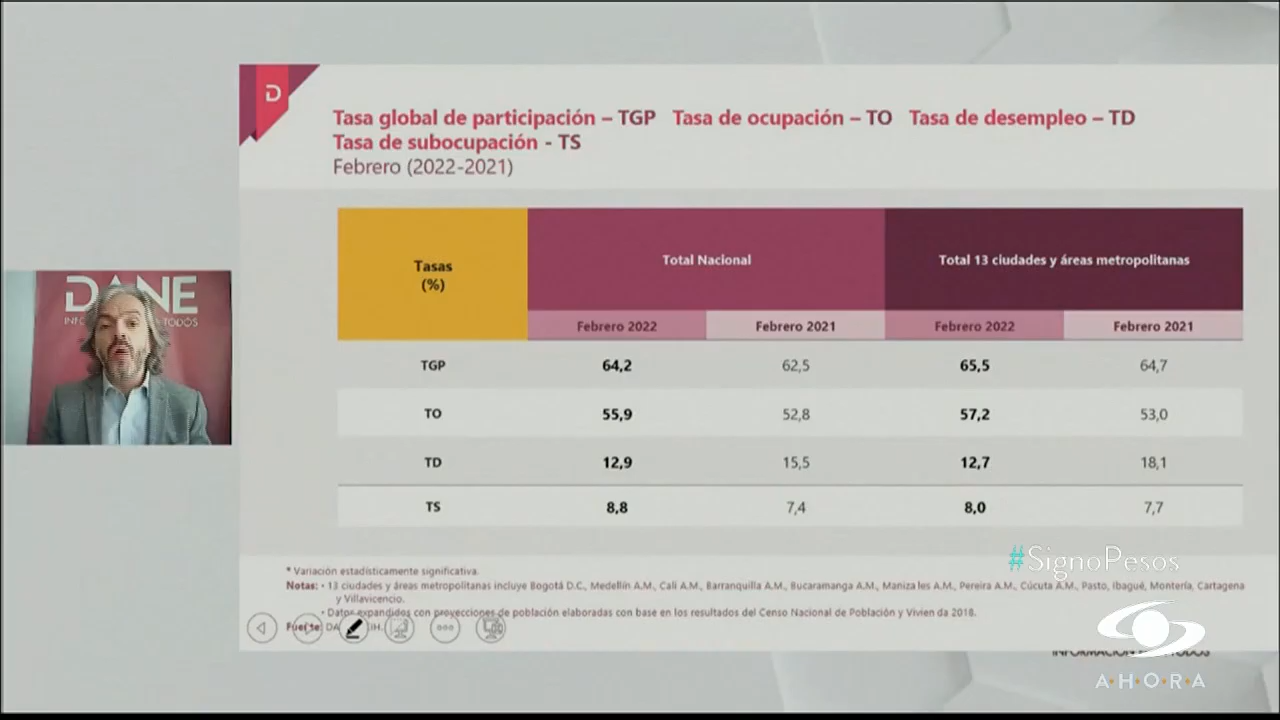 D
Tasa global de participación – TGP Tasa de ocupación – TO Tasa de desempleo – TD
Tasa de subocupación - TS
Febrero (2022-2021)
Tasas
(%)
Total Nacional
Total 13 ciudades y áreas metropolitanas
Febrero 2022 Febrero 2021 Febrero 2022 Febrero 2021
TGP 64,2 62,5 65,5 64,7
TO 55,9 52,8 57,2 53,0
TD 12,9 15,5 12,7 18,1
TS 8,8 7,4 8,0 7,7
DANE
TODOS
#SignoPesos
* Variación estadísticamente significativa.
Notas: • 13 ciudades y áreas metropolitanas incluye Bogotá D.C., Medellín A.M., Cali A.M., Barranquilla A.M., Bucaramanga A.M., Manizales A.M., Pereira A.M., Cúcuta A.M., Pasto, Ibagué, Montería, Cartagena
y Villavicencio.
• Datos expandidos con proyecciones de población elaboradas con base en los resultados del Censo Nacional de Población y Vivienda de 2018.
Fuente:
AHORA